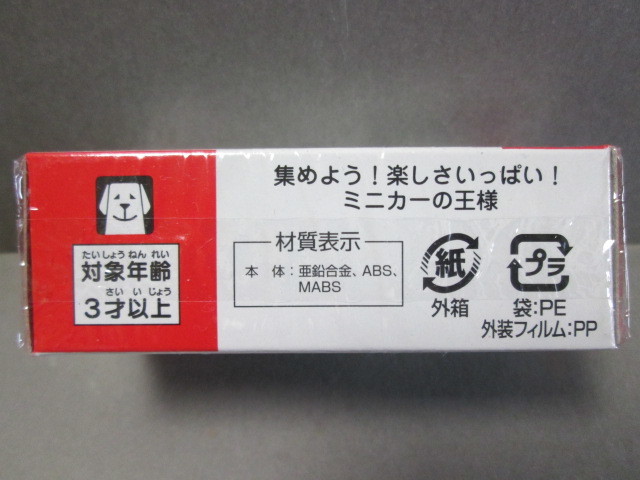 集めよう!楽しさいっぱい!
ミニカーの王様
たいしょうねんれい
対象年齢
さいいじょう
3才以上
材質表示
本 体:亜鉛合金、ABS、
MABS
紙
外箱
プラ
袋:PE
外装フィルム:PP